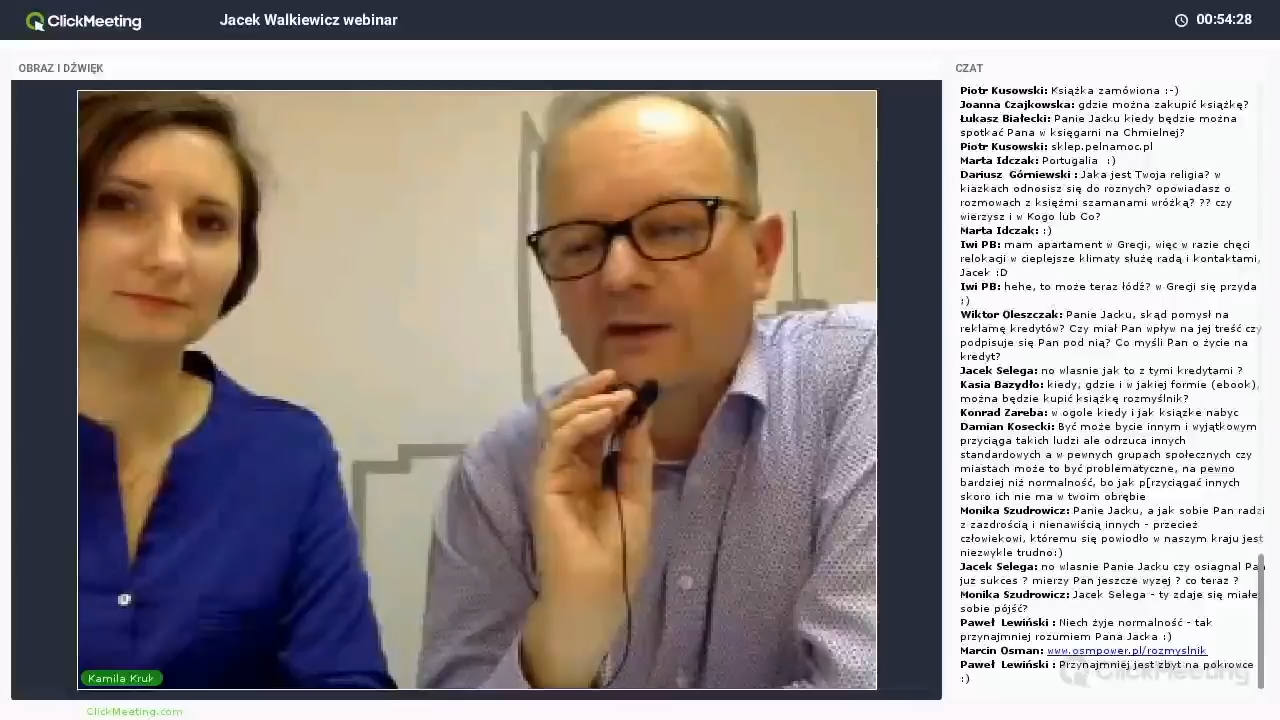 ClickMeeting
Jacek Walkiewicz webinar
00:54:28
OBRAZ I DŹWIĘK
CZAT
Piotr Kusowski: Książka zamówiona :-)
Joanna Czajkowska: gdzie można zakupić książkę?
Łukasz Białecki: Panie Jacku kiedy będzie można
spotkać Pana w księgarni na Chmielnej?
Piotr Kusowski: sklep.pelnamoc.pl
Marta Idczak: Portugalia :)
Dariusz Górniewski : Jaka jest Twoja religia? w
kiazkach odnosisz się do roznych? opowiadasz o
rozmowach z księżmi szamanami wróżką? ?? czy
wierzysz i w Kogo lub Co?
Marta Idczak: :)
Iwi PB: mam apartament w Grecji, więc w razie chęci
relokacji w cieplejsze klimaty służę radą i kontaktami,
Jacek :D
Iwi PB: hehe, to może teraz łódź? w Grecji się przyda
;)
Wiktor Oleszczak: Panie Jacku, skąd pomysł na
reklamę kredytów? Czy miał Pan wpływ na jej treść czy
podpisuje się Pan pod nią? Co myśli Pan o życie na
kredyt?
Jacek Selega: no wlasnie jak to z tymi kredytami ?
Kasia Bazydło: kiedy, gdzie i w jakiej formie (ebook),
można będzie kupić książkę rozmyślnik?
Konrad Zareba: w ogole kiedy i jak ksiązke nabyc
Damian Kosecki: Być może bycie innym i wyjątkowym
przyciąga takich ludzi ale odrzuca innych
standardowych a w pewnych grupach społecznych czy
miastach może to być problematyczne, na pewno
bardziej niż normalność, bo jak p[rzyciągać innych
skoro ich nie ma w twoim obrębie
Monika Szudrowicz: Panie Jacku, a jak sobie Pan radzi
z zazdrością i nienawiścią innych - przecież
człowiekowi, któremu się powiodło w naszym kraju jest
niezwykle trudno:)
Jacek Selega: no wlasnie Panie Jacku czy osiagnal Pan
juz sukces ? mierzy Pan jeszcze wyzej ? co teraz ?
Monika Szudrowicz: Jacek Selega - ty zdaje się miałeś
sobie pójść?
Paweł Lewiński : Niech żyje normalność - tak
przynajmniej rozumiem Pana Jacka :)
Marcin Osman: www.osmpower.pl/rozmyslnik
Paweł Lewiński : Przynajmniej jest zbyt na pokrowce
:)
Kamila Kruk
ClickMeeting
ClickMeeting.com